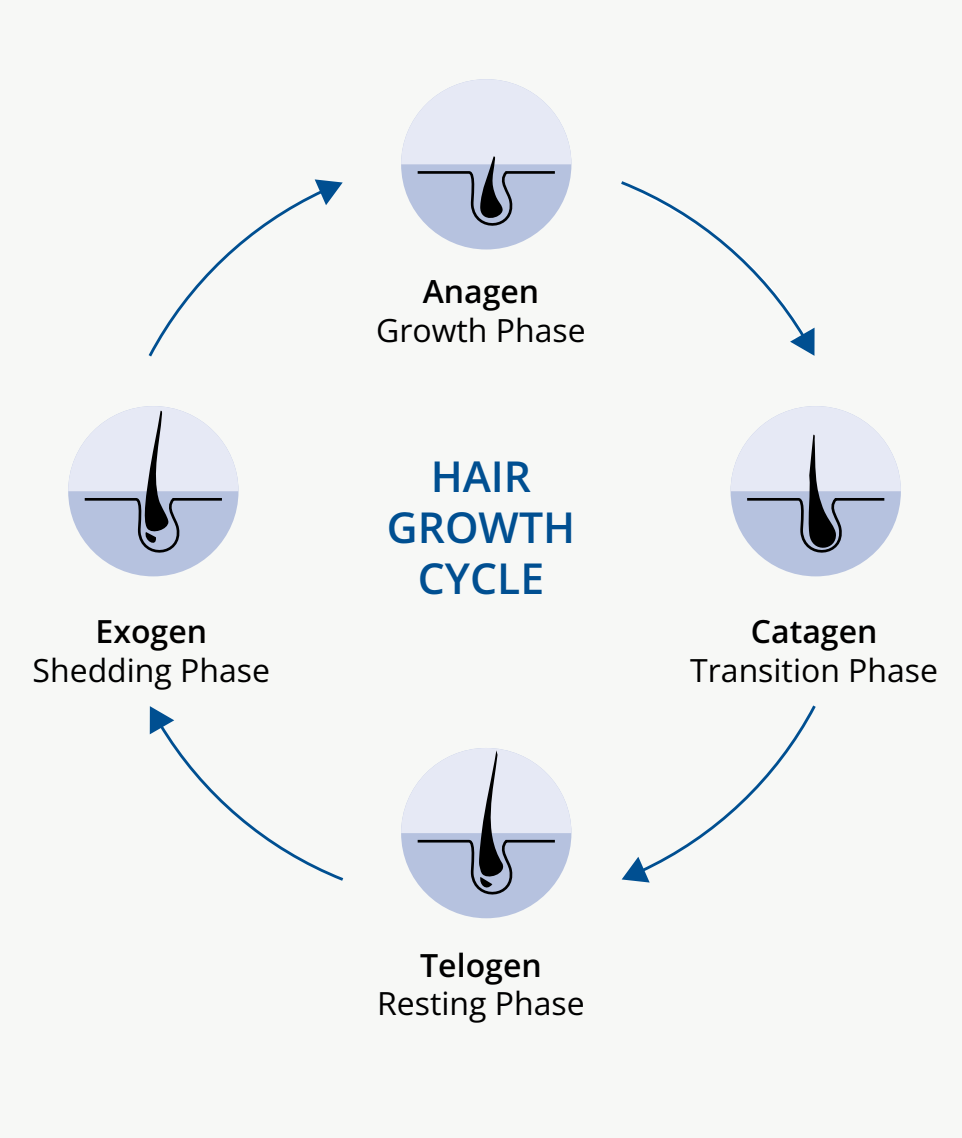 Anagen
Growth Phase
HAIR
GROWTH
CYCLE
Exogen
Shedding Phase
Catagen
Transition Phase
Telogen
Resting Phase